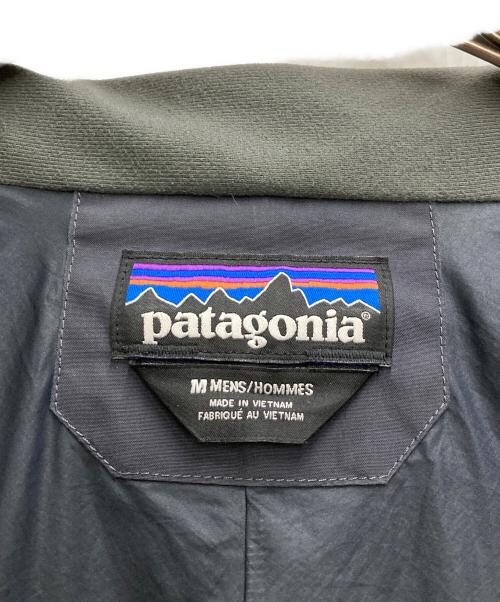 patagonia®
M MENS/HOMMES
MADE IN VIETNAM
FABRIQUÉ AU VIETNAM